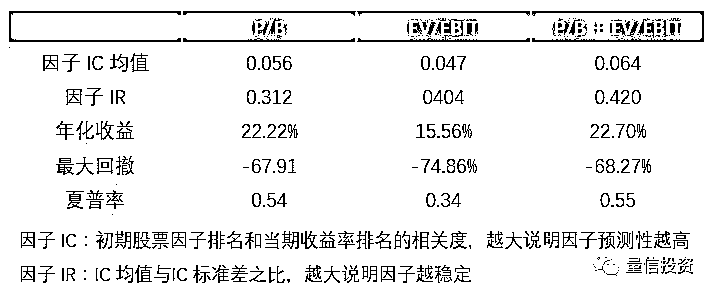 P/B EV/EBIT P/B + EV/EBIT
因子 IC 均值 0.056 0.047 0.064
因子 IR 0.312 0404 0.420
年化收益 22.22% 15.56% 22.70%
最大回撤 -67.91 -74.86% -68.27%
夏普率 0.54 0.34 0.55
因子 IC：初期股票因子排名和当期收益率排名的相关度，越大说明因子预测性越高
因子 IR：IC 均值与IC 标准差之比，越大说明因子越稳定
量信投资